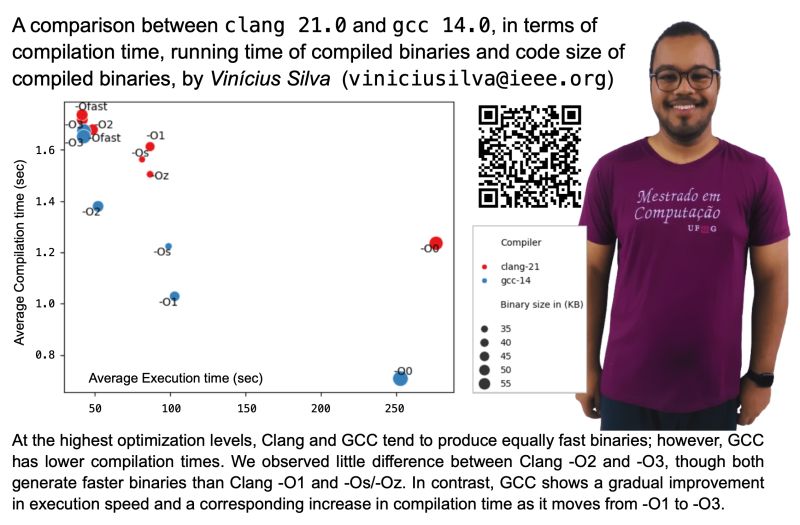 A comparison between clang 21.0 and gcc 14.0, in terms of
compilation time, running time of compiled binaries and code size of
compiled binaries, by Vinícius Silva (viniciusilva@ieee.org)
-Ofast
-O3
-O2
-Ofast
-O3
-O1
-Os
-Oz
-O2
-Os
-O0
-O1
-O0
1.6
1.4
1.2
1.0
0.8
Average Compilation time (sec)
Average Execution time (sec)
50 100 150 200 250
Compiler
clang-21
gcc-14
Binary size in (KB)
35
40
45
50
55
Mestrado em
Computação
UFMG
At the highest optimization levels, Clang and GCC tend to produce equally fast binaries; however, GCC
has lower compilation times. We observed little difference between Clang -O2 and -O3, though both
generate faster binaries than Clang -O1 and -Os/-Oz. In contrast, GCC shows a gradual improvement
in execution speed and a corresponding increase in compilation time as it moves from -O1 to -O3.